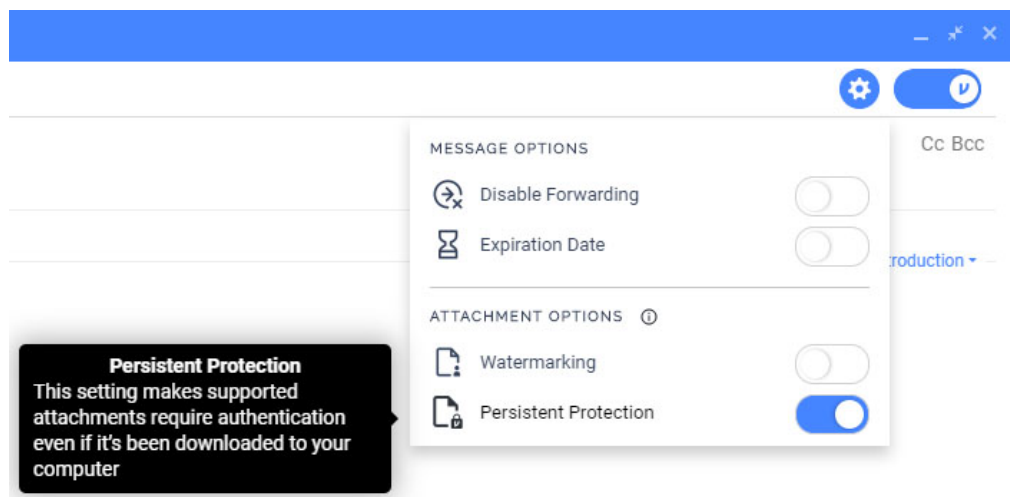 Cc Bcc
MESSAGE OPTIONS
Disable Forwarding
Expiration Date
roduction
ATTACHMENT OPTIONS
Watermarking
Persistent Protection
Persistent Protection
This setting makes supported
attachments require authentication
even if it's been downloaded to your
computer